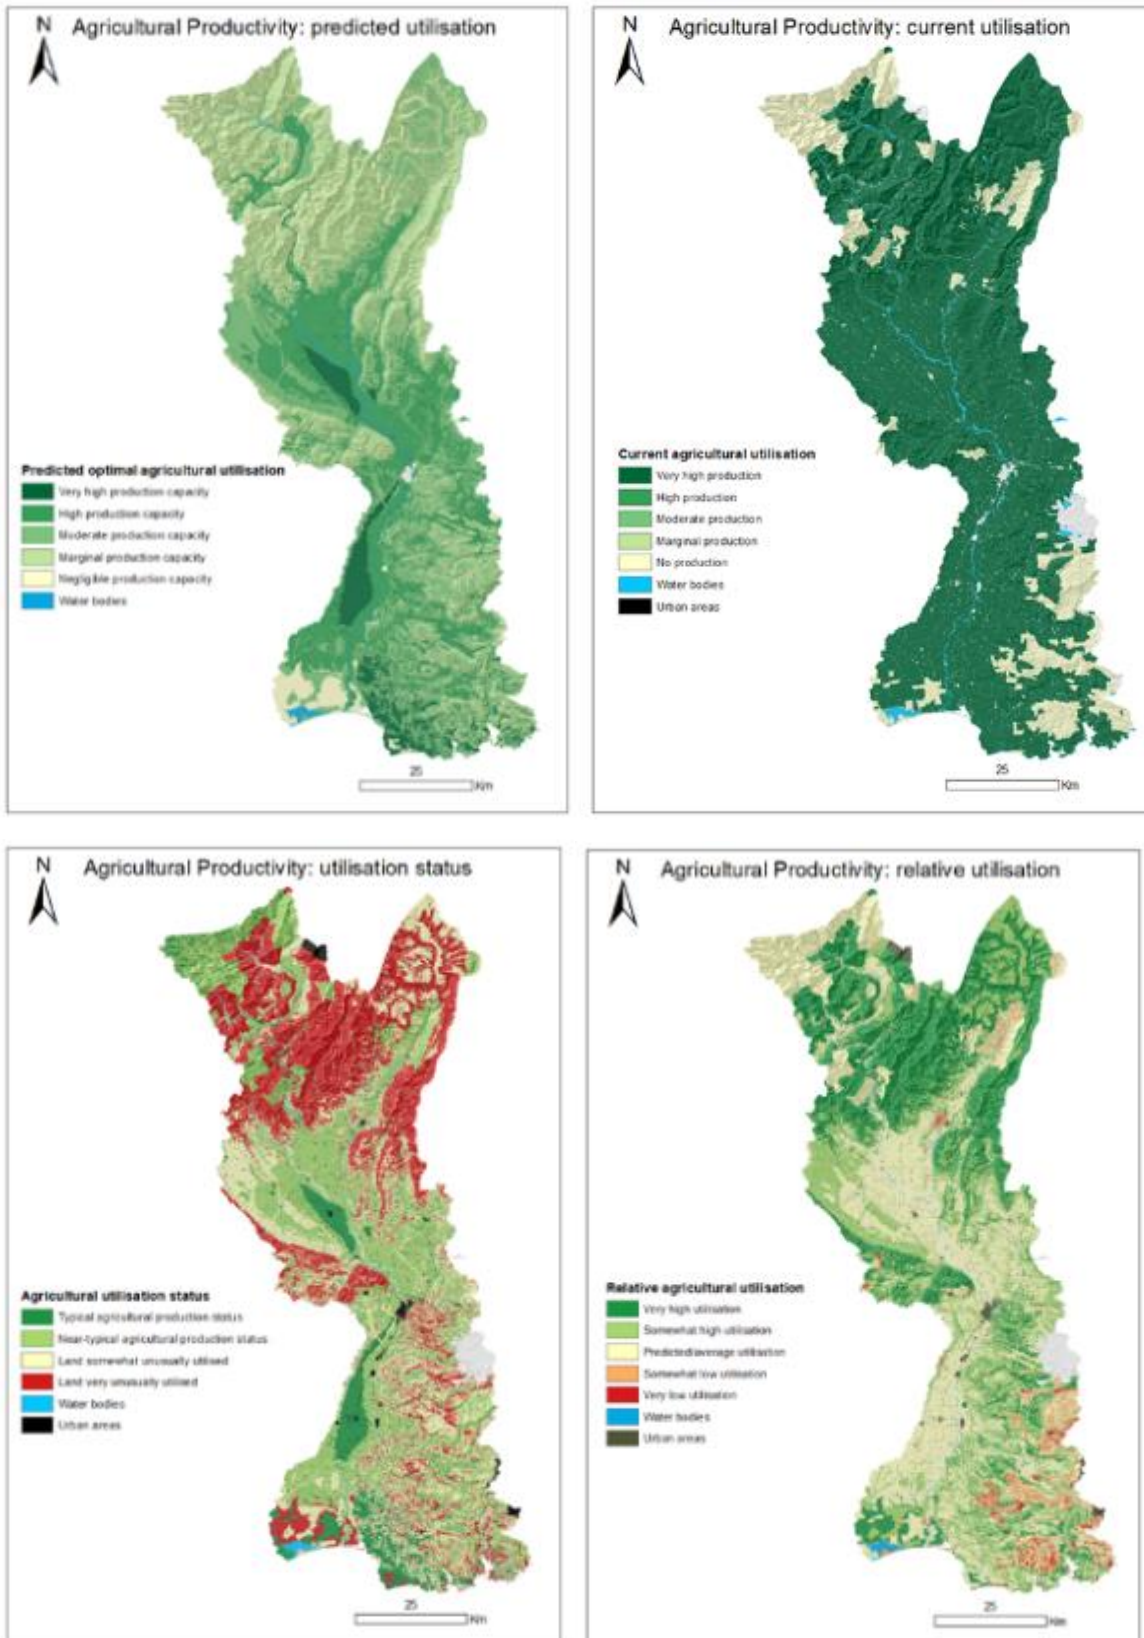 N
Agricultural Productivity: predicted utilisation
Predicted optimal agricultural utilisation
Very high production capacity
High production capacity
Moderate production capacity
Marginal production capacity
Negligible production capacity
Water bodies
25
Km
N
Agricultural Productivity: current utilisation
Current agricultural utilisation
Very high production
High production
Moderate production
Marginal production
No production
Water bodies
Urban areas
25
Km
N
Agricultural Productivity: utilisation status
Agricultural utilisation status
Typical agricultural production status
Near-typical agricultural production status
Land somewhat unusually utilised
Land very unusually utilised
Water bodies
Urban areas
25
Km
N
Agricultural Productivity: relative utilisation
Relative agricultural utilisation
Very high utilisation
Somewhat high utilisation
Predicted/average utilisation
Somewhat low utilisation
Very low utilisation
Water bodies
Urban areas
25
Km